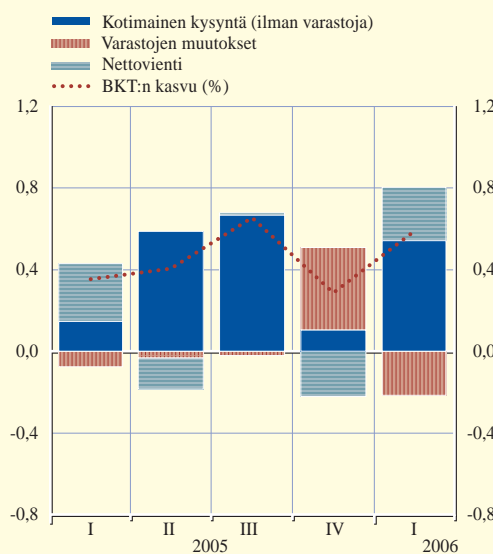 Kotimainen kysyntä (ilman varastoja)
Varastojen muutokset
Nettovienti
BKT:n kasvu (%)
1,2 1,2
0,8 0,8
0,4 0,4
0,0 0,0
-0,4 -0,4
-0,8 -0,8
I II III IV I
2005 2006